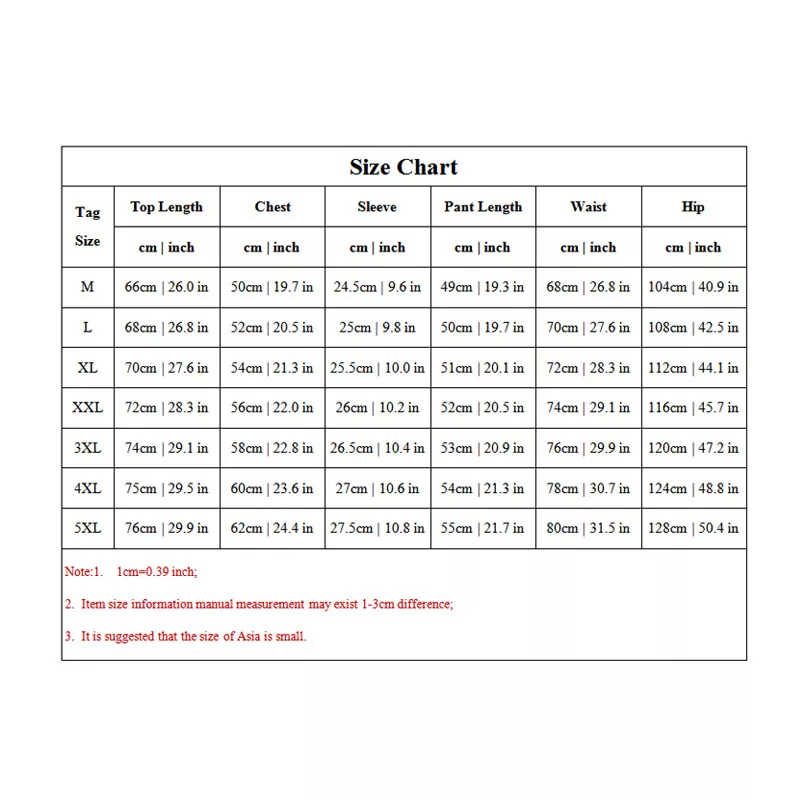 Size Chart
Tag Size | Top Length | Chest | Sleeve | Pant Length | Waist | Hip
cm | inch | cm | inch | cm | inch | cm | inch | cm | inch | cm | inch
M | 66cm | 26.0 in | 50cm | 19.7 in | 24.5cm | 9.6 in | 49cm | 19.3 in | 68cm | 26.8 in | 104cm | 40.9 in
L | 68cm | 26.8 in | 52cm | 20.5 in | 25cm | 9.8 in | 50cm | 19.7 in | 70cm | 27.6 in | 108cm | 42.5 in
XL | 70cm | 27.6 in | 54cm | 21.3 in | 25.5cm | 10.0 in | 51cm | 20.1 in | 72cm | 28.3 in | 112cm | 44.1 in
XXL | 72cm | 28.3 in | 56cm | 22.0 in | 26cm | 10.2 in | 52cm | 20.5 in | 74cm | 29.1 in | 116cm | 45.7 in
3XL | 74cm | 29.1 in | 58cm | 22.8 in | 26.5cm | 10.4 in | 53cm | 20.9 in | 76cm | 29.9 in | 120cm | 47.2 in
4XL | 75cm | 29.5 in | 60cm | 23.6 in | 27cm | 10.6 in | 54cm | 21.3 in | 78cm | 30.7 in | 124cm | 48.8 in
5XL | 76cm | 29.9 in | 62cm | 24.4 in | 27.5cm | 10.8 in | 55cm | 21.7 in | 80cm | 31.5 in | 128cm | 50.4 in
Note:1. 1cm=0.39 inch;
2. Item size information manual measurement may exist 1-3cm difference;
3. It is suggested that the size of Asia is small.